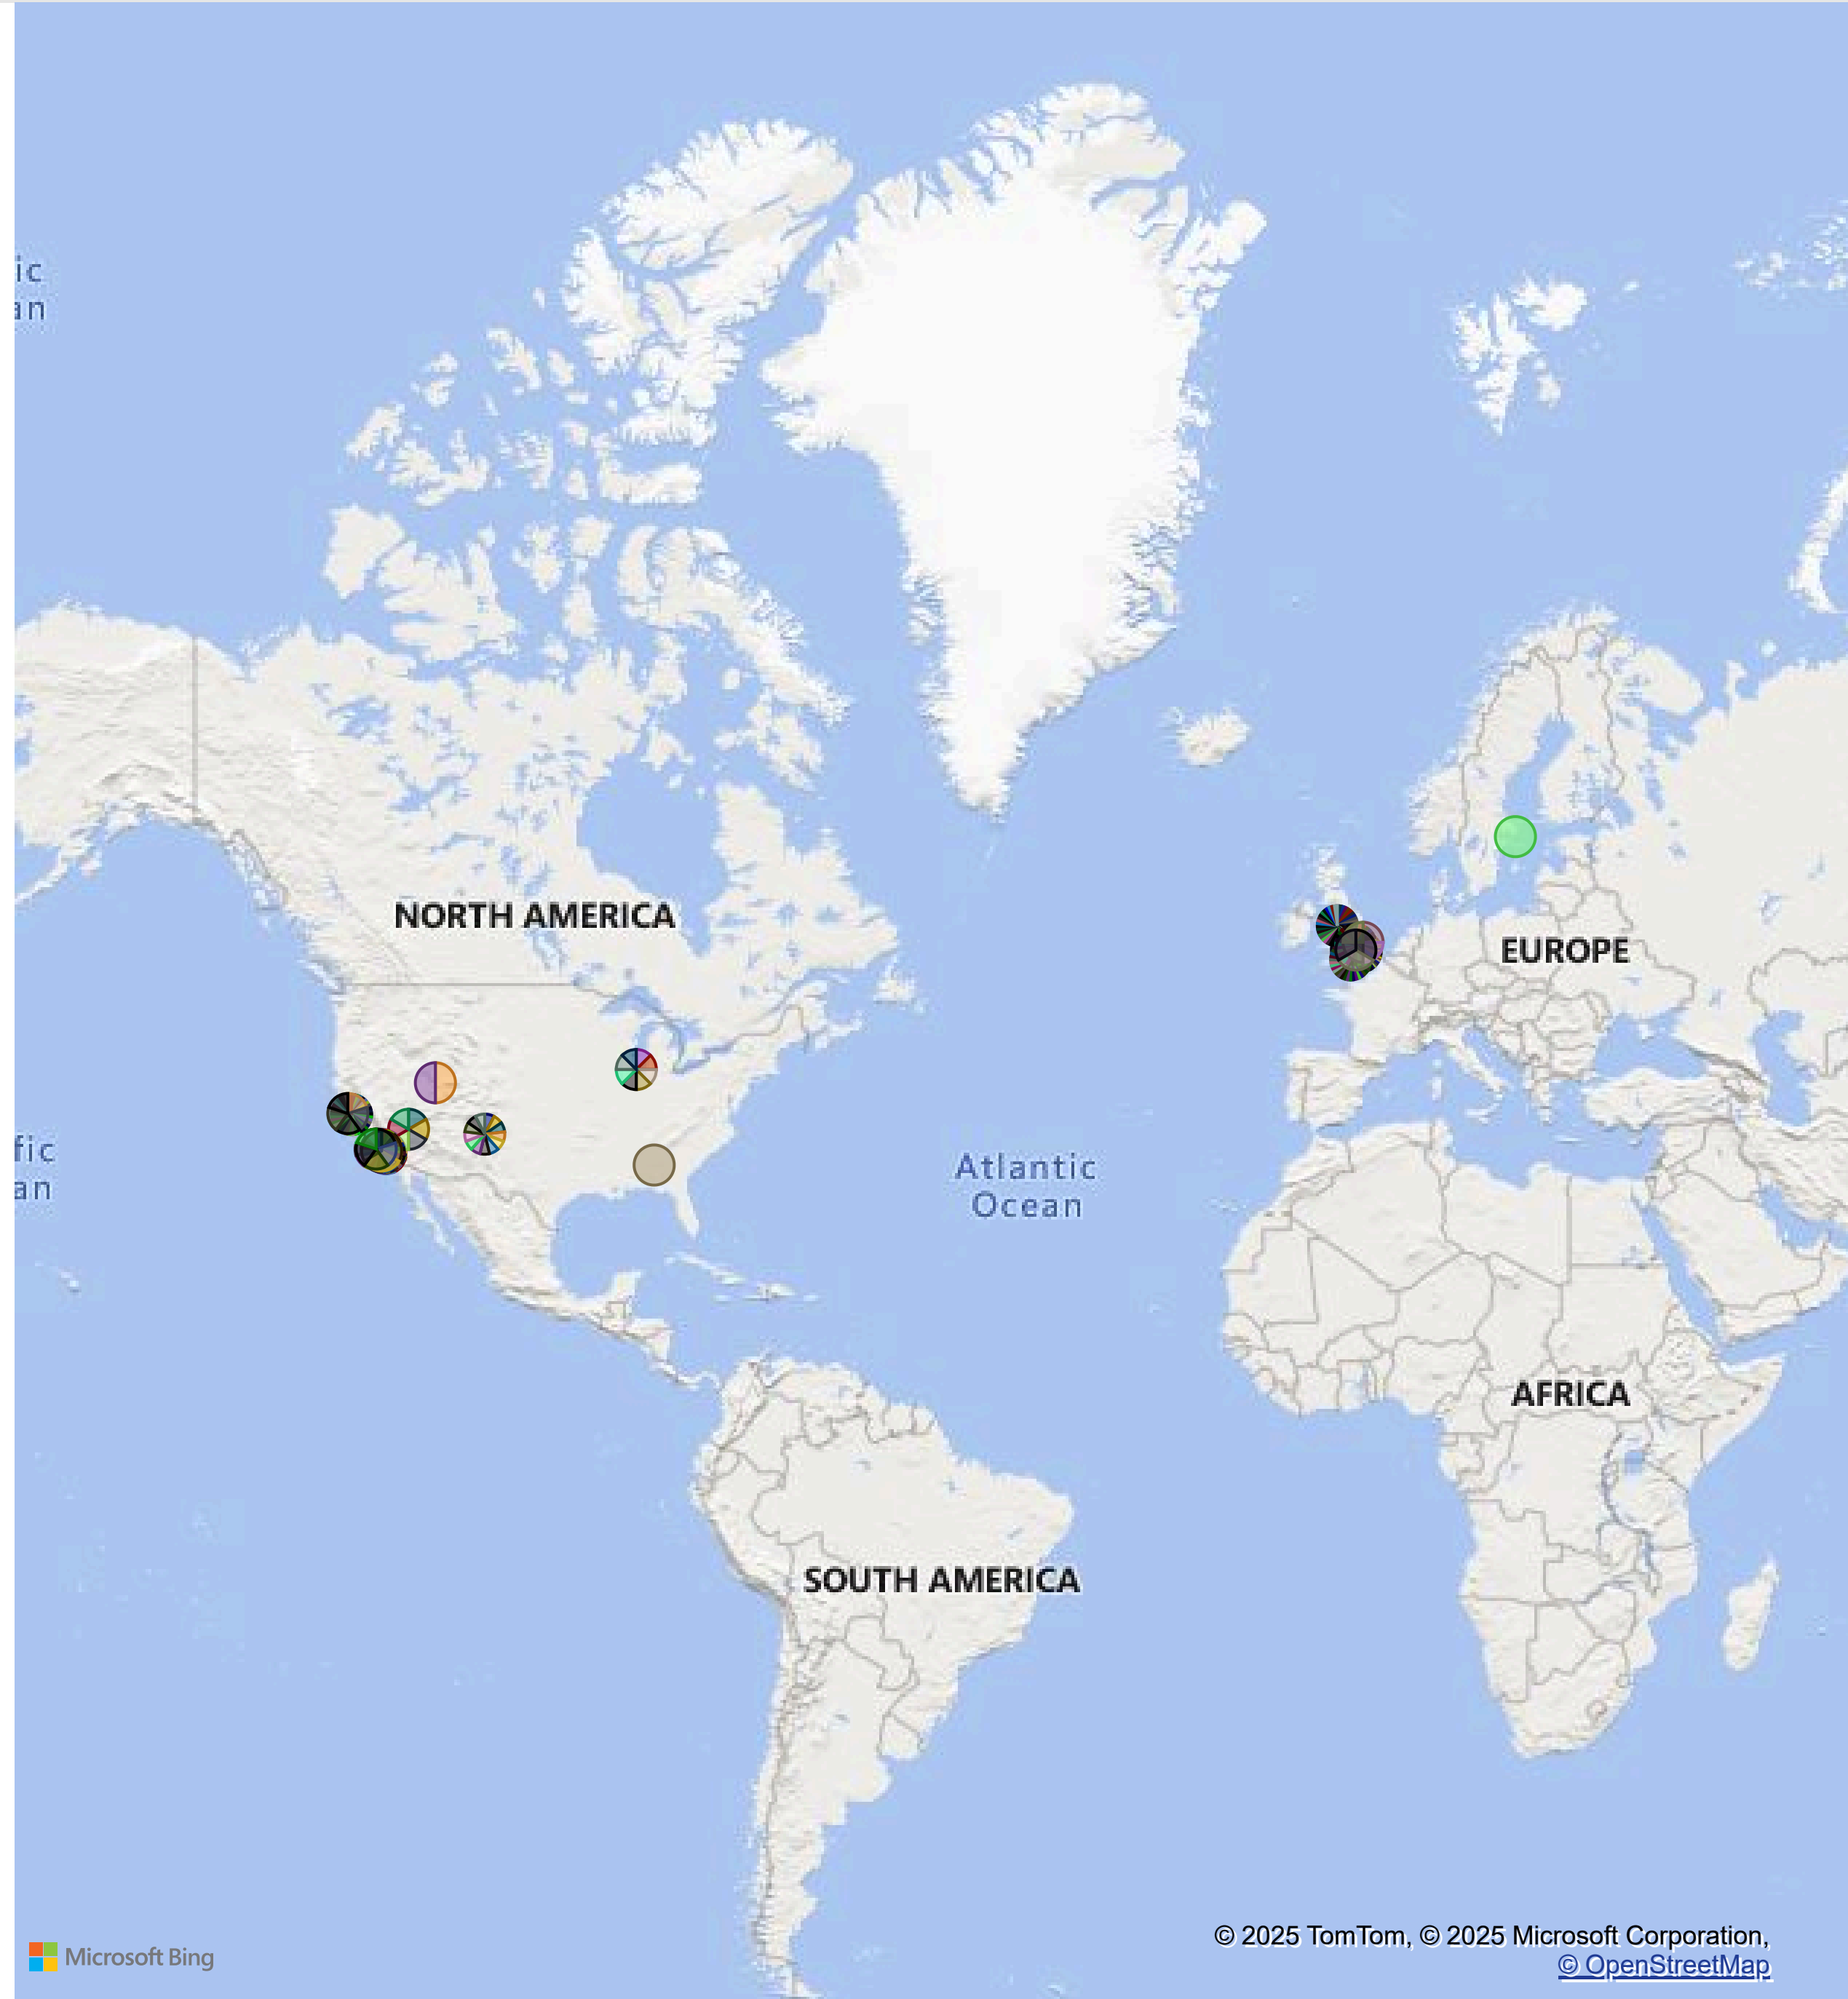 ic
an
NORTH AMERICA
EUROPE
fic
an
Atlantic
Ocean
AFRICA
SOUTH AMERICA
Microsoft Bing
© 2025 TomTom, © 2025 Microsoft Corporation,
© OpenStreetMap